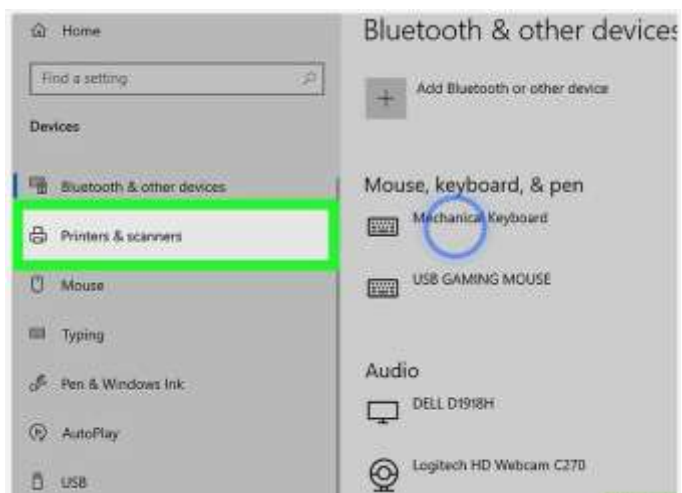 Home
Find a setting
Devices
Bluetooth & other devices
Printers & scanners
Mouse
Typing
Pen & Windows Ink
AutoPlay
USB
Bluetooth & other devices
Add Bluetooth or other device
Mouse, keyboard, & pen
Mechanical Keyboard
USB GAMING MOUSE
Audio
DELL D1918H
Logitech HD Webcam C270